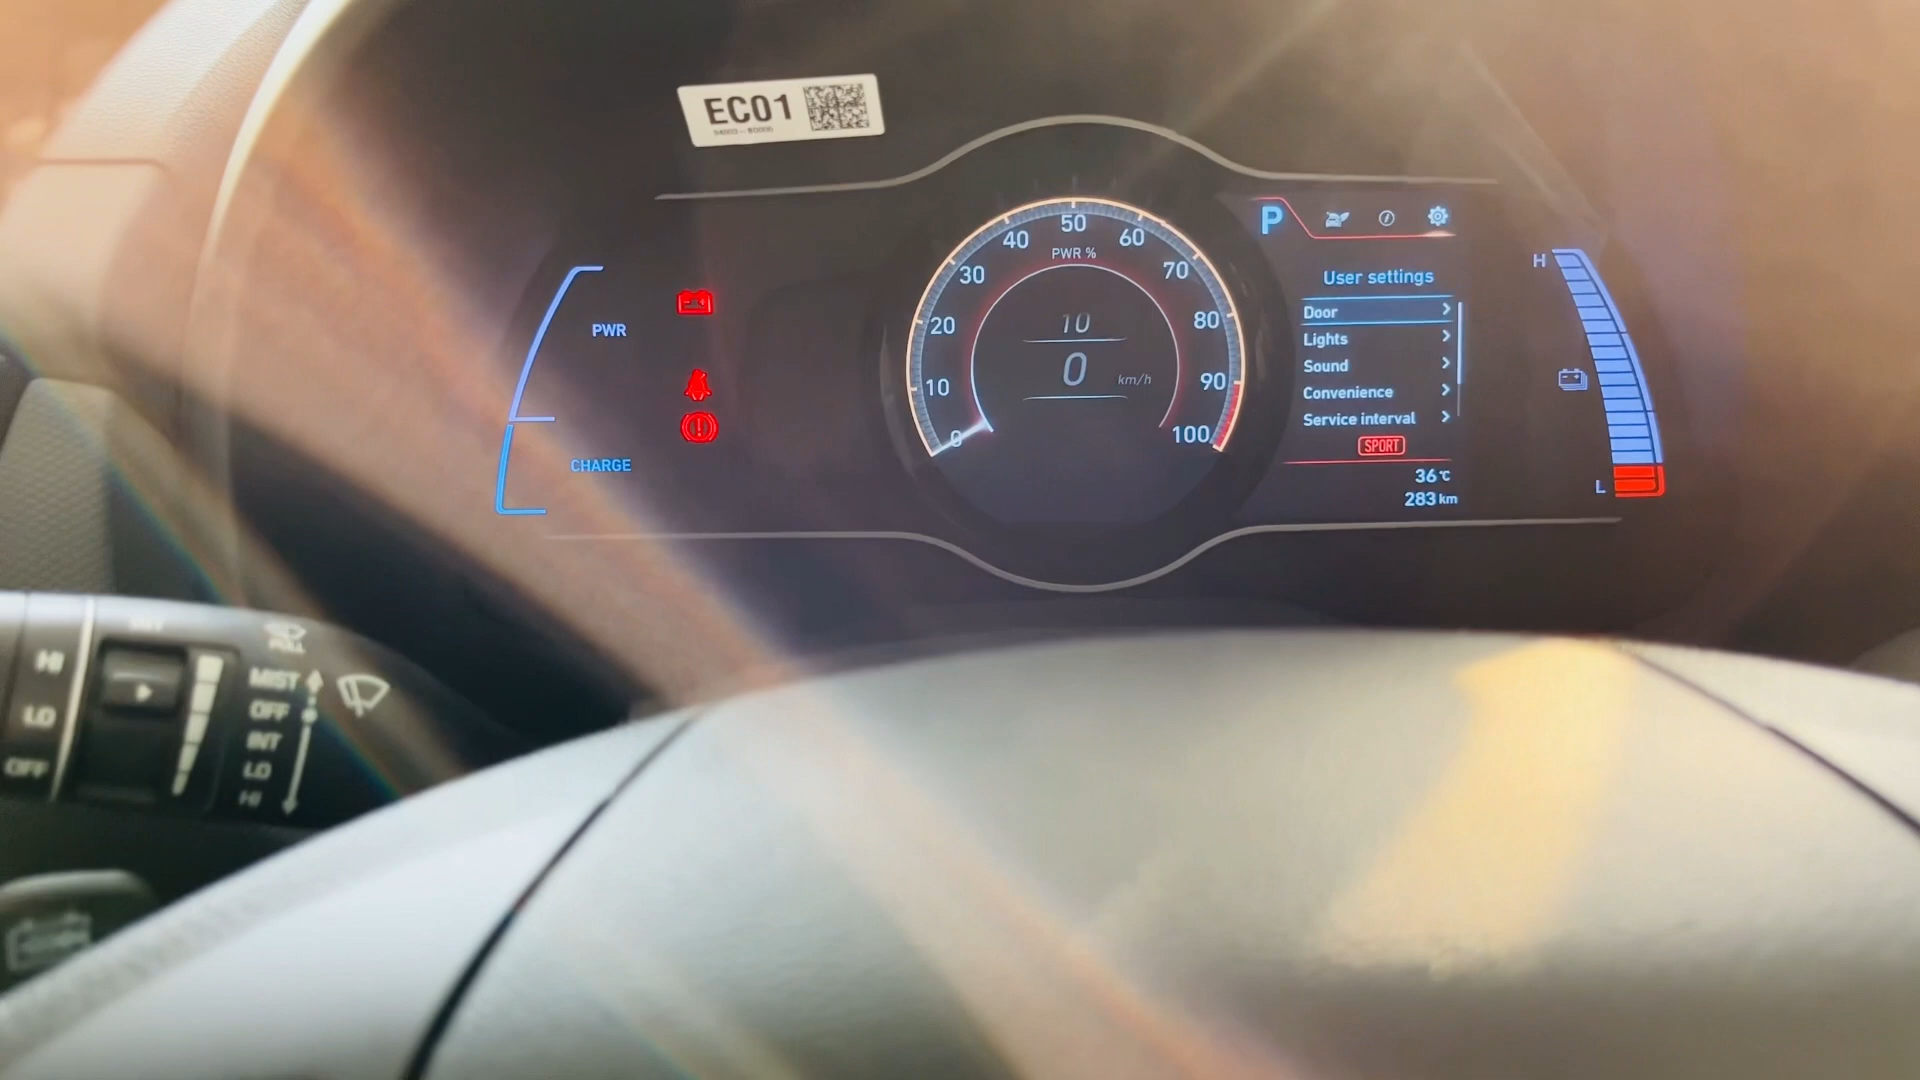 EC01
PWR
CHARGE
0
10
20
30
40
50
60
70
80
90
100
PWR %
10
0
km/h
P
User settings
Door
Lights
Sound
Convenience
Service interval
SPORT
36°C
283 km
H
L
HI
LO
OFF
PULL
MIST
OFF
INT
LO
HI